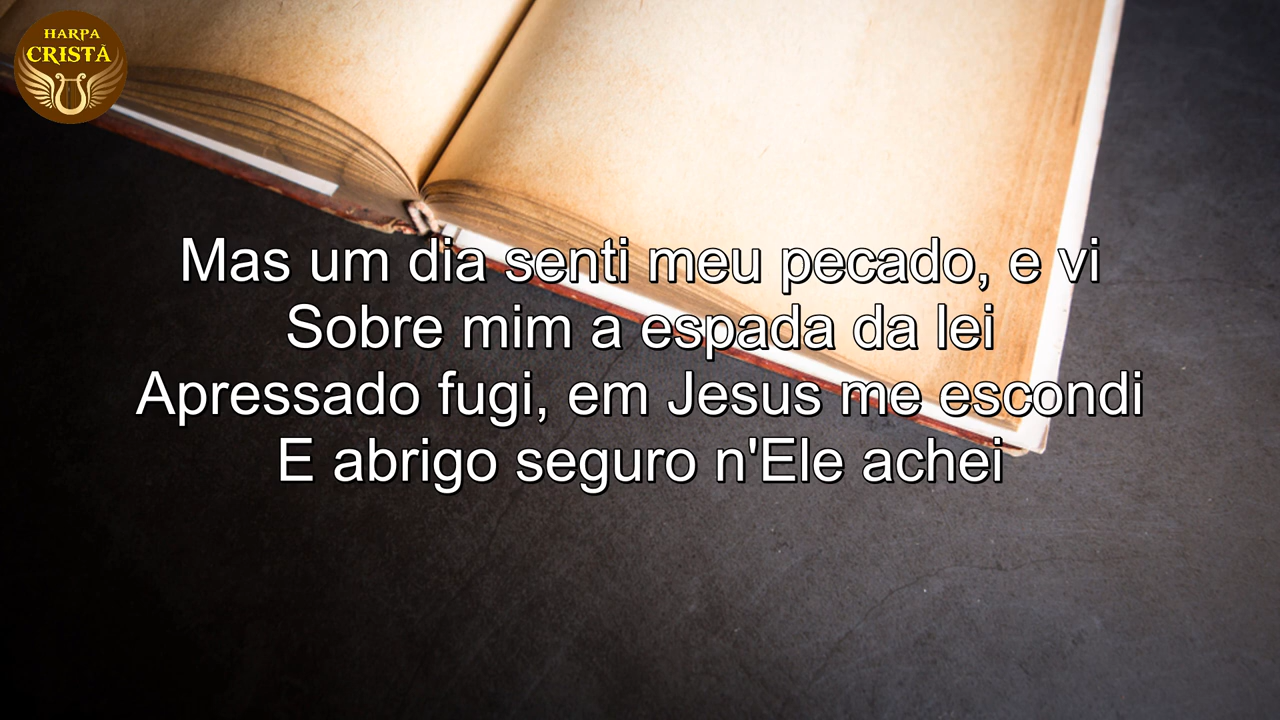 HARPA
CRISTÃ
Mas um dia senti meu pecado, e vi
Sobre mim a espada da lei
Apressado fugi, em Jesus me escondi
E abrigo seguro n'Ele achei